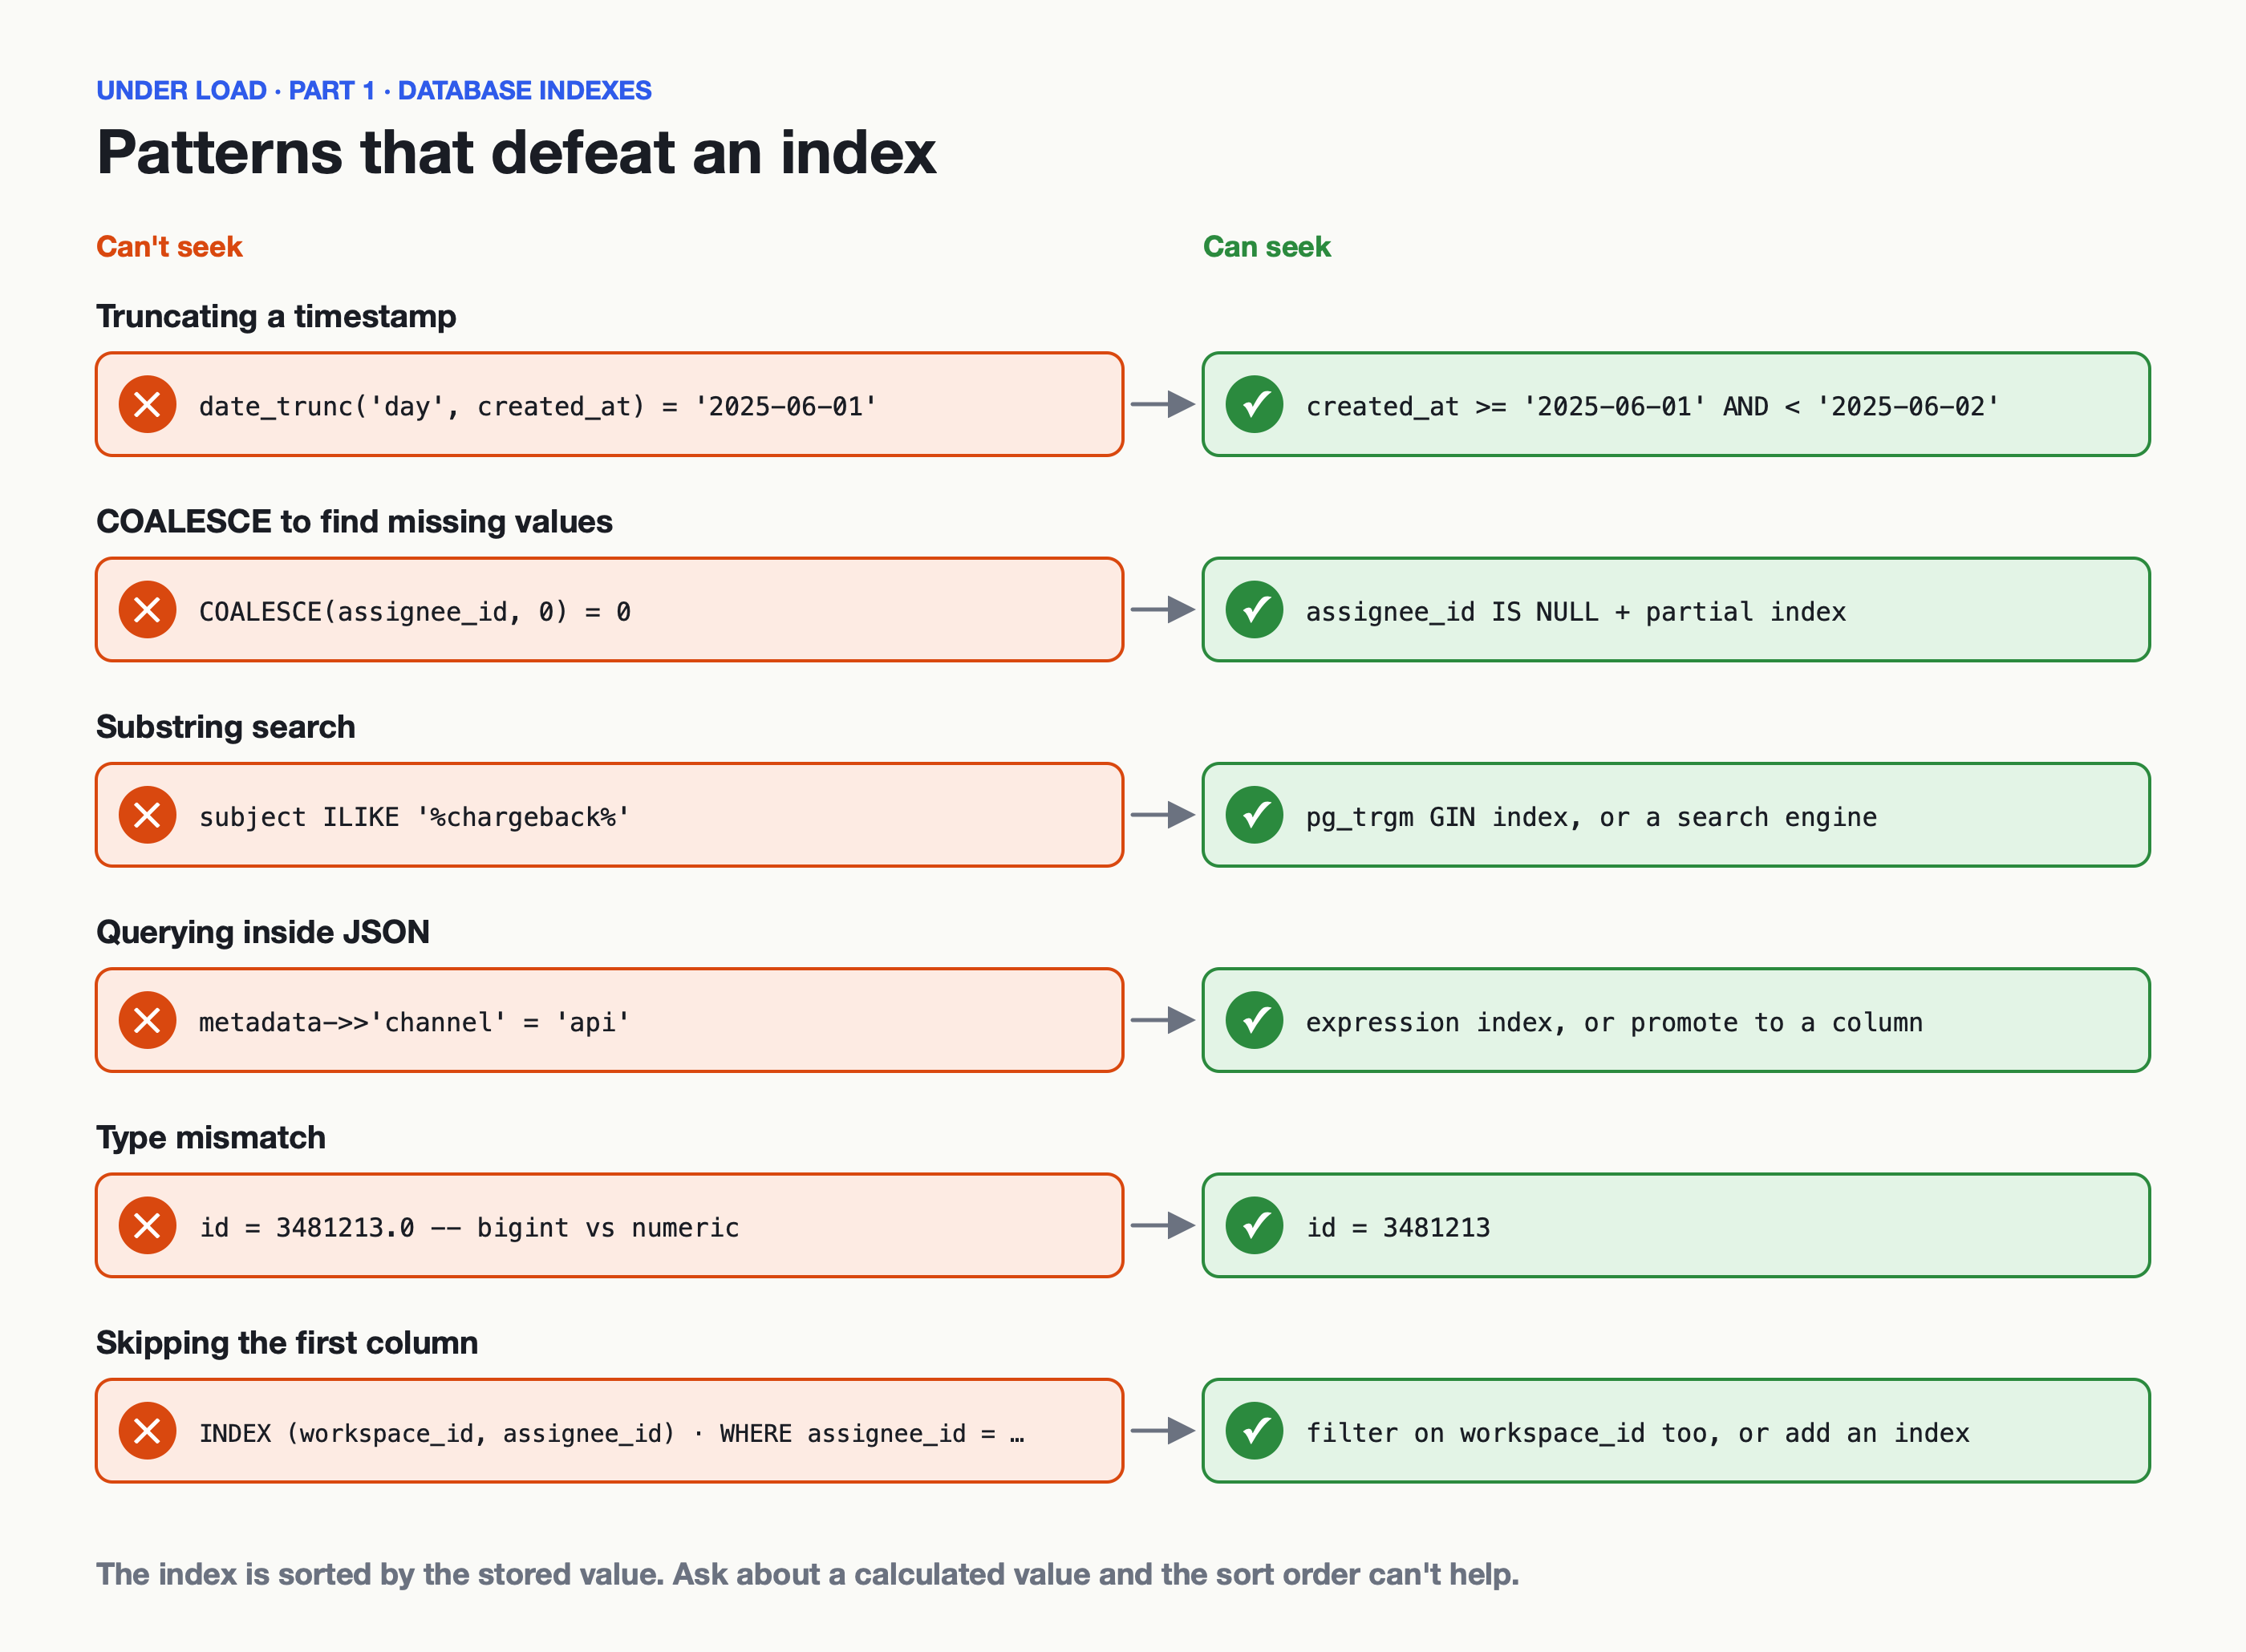 UNDER LOAD · PART 1 · DATABASE INDEXES
Patterns that defeat an index
Can't seek
Can seek
Truncating a timestamp
date_trunc('day', created_at) = '2025-06-01'
created_at >= '2025-06-01' AND < '2025-06-02'
COALESCE to find missing values
COALESCE(assignee_id, 0) = 0
assignee_id IS NULL + partial index
Substring search
subject ILIKE '%chargeback%'
pg_trgm GIN index, or a search engine
Querying inside JSON
metadata->>'channel' = 'api'
expression index, or promote to a column
Type mismatch
id = 3481213.0 -- bigint vs numeric
id = 3481213
Skipping the first column
INDEX (workspace_id, assignee_id) · WHERE assignee_id = …
filter on workspace_id too, or add an index
The index is sorted by the stored value. Ask about a calculated value and the sort order can't help.